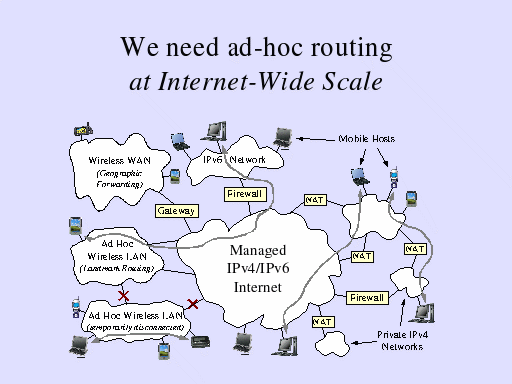 We need ad-hoc routing
at Internet-Wide Scale
Mobile Hosts
Wireless WAN
(Geographic
Forwarding)
IPv6 Network
Firewall
Gateway
NAT
Ad Hoc
Wireless LAN
(Landmark Routing)
Managed
IPv4/IPv6
Internet
NAT
NAT
Firewall
Ad Hoc Wireless LAN
(temporarily disconnected)
NAT
Private IPv4
Networks